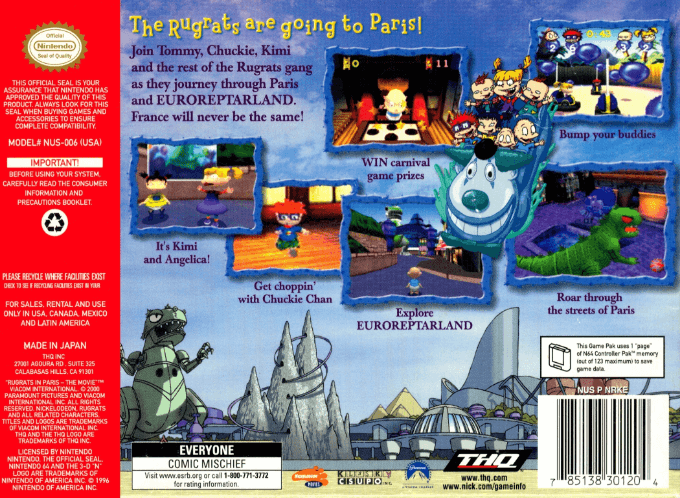 Official
Nintendo
Seal of Quality
THIS OFFICIAL SEAL IS YOUR
ASSURANCE THAT NINTENDO HAS
APPROVED THE QUALITY OF THIS
PRODUCT. ALWAYS LOOK FOR THIS
SEAL WHEN BUYING GAMES AND
ACCESSORIES TO ENSURE
COMPLETE COMPATIBILITY.
MODEL# NUS-006 (USA)
IMPORTANT!
BEFORE USING YOUR SYSTEM,
CAREFULLY READ THE CONSUMER
INFORMATION AND
PRECAUTIONS BOOKLET.
PLEASE RECYCLE WHERE FACILITIES EXIST
CHECK TO SEE IF RECYCLING FACILITIES EXIST IN YOUR
FOR SALES, RENTAL AND USE
ONLY IN USA, CANADA, MEXICO
AND LATIN AMERICA
MADE IN JAPAN
THQ INC
27001 AGOURA RD . SUITE 325
CALABASAS HILLS, CA 91301
"RUGRATS IN PARIS - THE MOVIE"™
VIACOM INTERNATIONAL. © 2000
PARAMOUNT PICTURES AND VIACOM
INTERNATIONAL INC. ALL RIGHTS
RESERVED. NICKELODEON, RUGRATS
AND ALL RELATED CHARACTERS,
TITLES AND LOGOS ARE TRADEMARKS
OF VIACOM INTERNATIONAL INC.
THQ AND THE THQ LOGO ARE
TRADEMARKS OF THQ INC.
LICENSED BY NINTENDO
NINTENDO, THE OFFICIAL SEAL,
NINTENDO 64 AND THE 3-D "N"
LOGO ARE TRADEMARKS OF
NINTENDO OF AMERICA INC. © 1996
NINTENDO OF AMERICA INC.
The Rugrats are going to Paris!
Join Tommy, Chuckie, Kimi
and the rest of the Rugrats gang
as they journey through Paris
and EUROREPTARLAND.
France will never be the same!
0
11
0:43
WIN carnival
game prizes
Bump your buddies
It's Kimi
and Angelica!
Get choppin'
with Chuckie Chan
Explore
EUROREPTARLAND
Roar through
the streets of Paris
This Game Pak uses 1 "page"
of N64 Controller Pak™ memory
(out of 123 maximum) to save
game data.
NUS P NRKE
7 85138 30120 4
EVERYONE
COMIC MISCHIEF
Visit www.esrb.org or call 1-800-771-3772
for rating information.
NICKELODEON
MOVIES
KLASKY
CSUPO INC.
Paramount
THQ
www.thq.com
www.nick.com/gameinfo